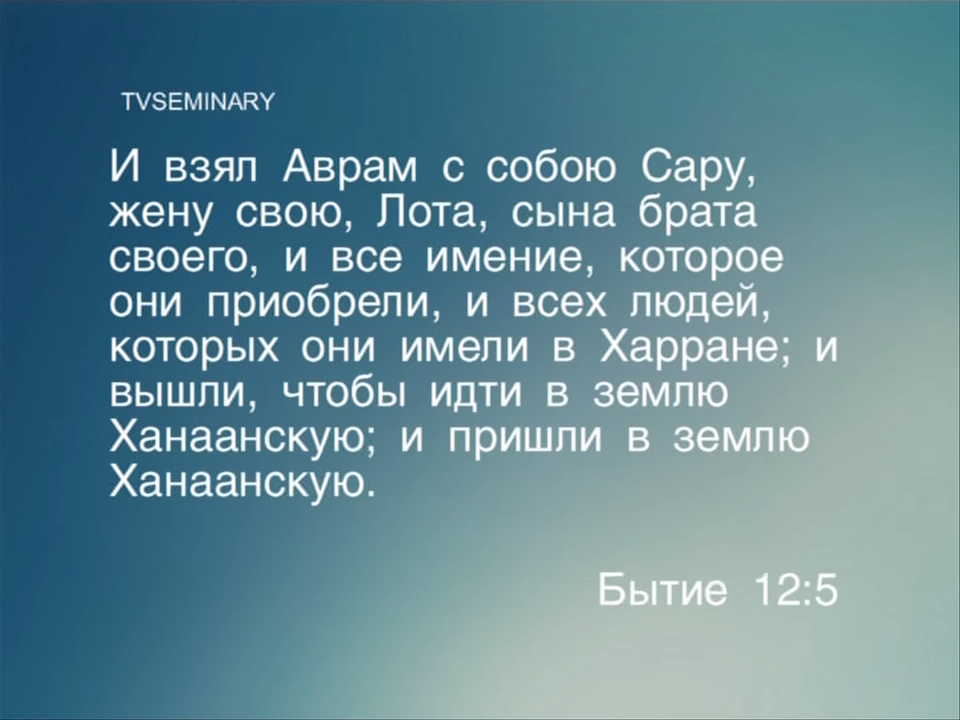 TVSEMINARY
И взял Аврам с собою Сару,
жену свою, Лота, сына брата
своего, и все имение, которое
они приобрели, и всех людей,
которых они имели в Харране; и
вышли, чтобы идти в землю
Ханаанскую; и пришли в землю
Ханаанскую.
Бытие 12:5